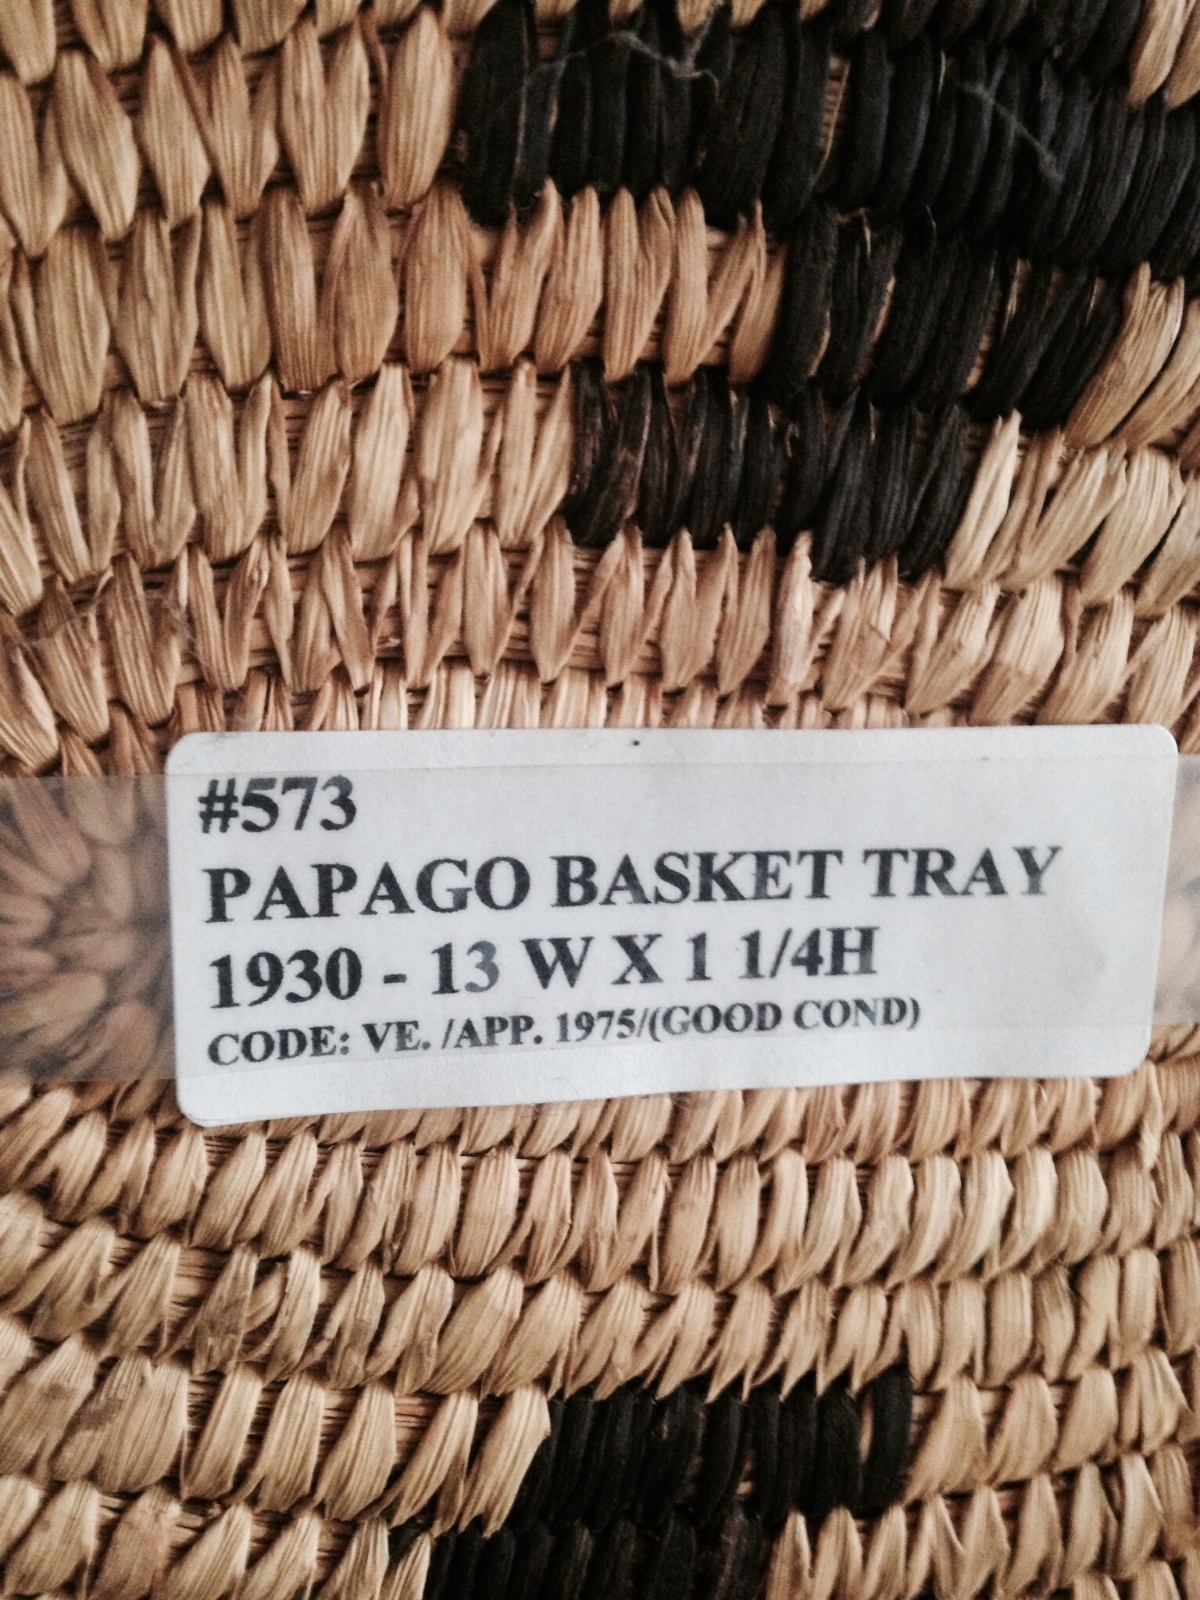 #573
PAPAGO BASKET TRAY
1930 - 13 W X 1 1/4H
CODE: VE. /APP. 1975/(GOOD COND)